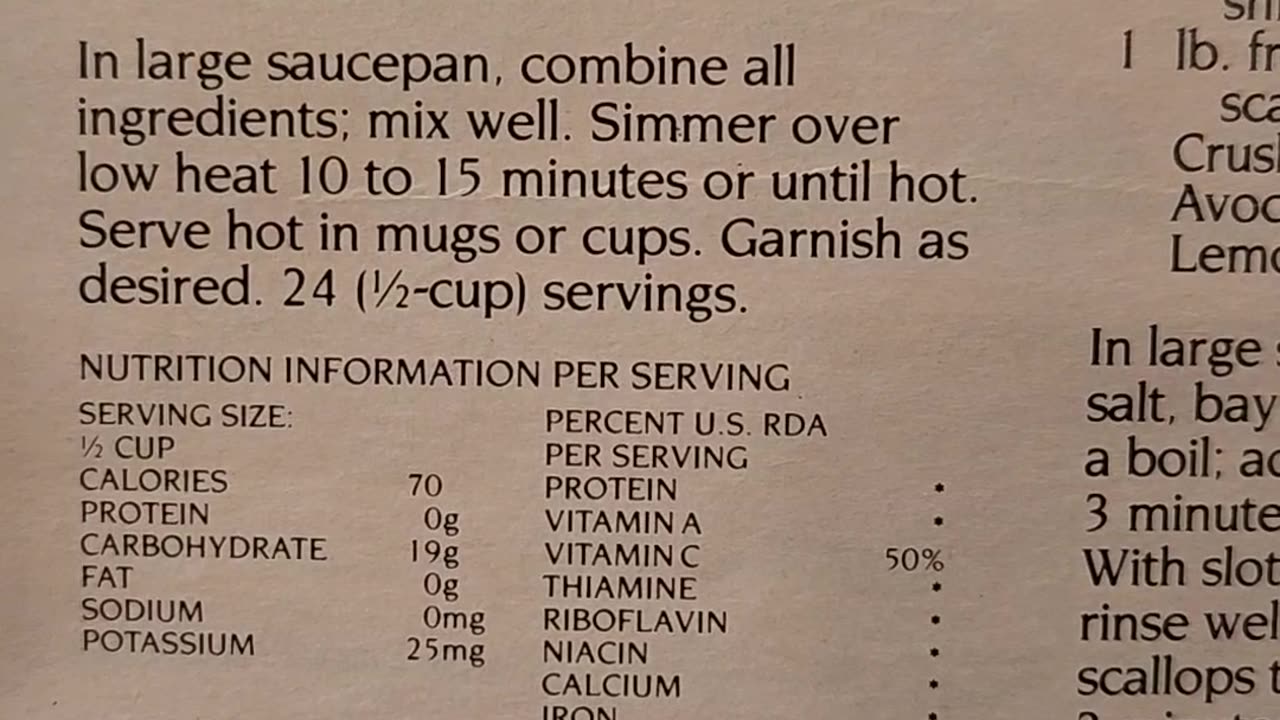 In large saucepan, combine all
ingredients; mix well. Simmer over
low heat 10 to 15 minutes or until hot.
Serve hot in mugs or cups. Garnish as
desired. 24 (½-cup) servings.
NUTRITION INFORMATION PER SERVING
SERVING SIZE:
½ CUP
CALORIES 70
PROTEIN 0g
CARBOHYDRATE 19g
FAT 0g
SODIUM 0mg
POTASSIUM 25mg
PERCENT U.S. RDA
PER SERVING
PROTEIN *
VITAMIN A *
VITAMIN C 50%
THIAMINE *
RIBOFLAVIN *
NIACIN *
CALCIUM *
IRON *
1 lb.
In large
salt, bay
a boil;
3
With
rinse
scallops